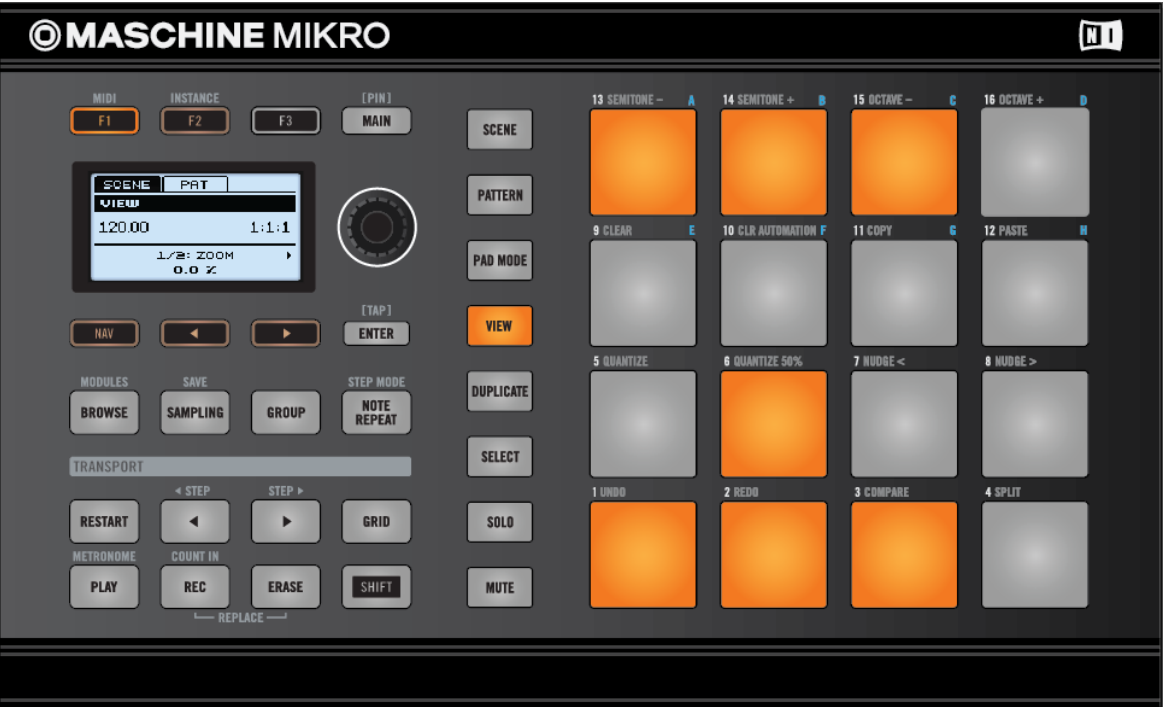 MASCHINE MIKRO
NI
MIDI INSTANCE [PIN]
F1 F2 F3 MAIN
SCENE PAT
VIEW
120.00 1:1:1
1/2: ZOOM
0.0 %
[TAP]
NAV ENTER
MODULES SAVE STEP MODE
BROWSE SAMPLING GROUP NOTE REPEAT
TRANSPORT
STEP STEP
RESTART GRID
METRONOME COUNT IN
PLAY REC ERASE SHIFT
REPLACE
SCENE
PATTERN
PAD MODE
VIEW
DUPLICATE
SELECT
SOLO
MUTE
13 SEMITONE – A 14 SEMITONE + B 15 OCTAVE – C 16 OCTAVE + D
9 CLEAR E 10 CLR AUTOMATION F 11 COPY G 12 PASTE H
5 QUANTIZE 6 QUANTIZE 50% 7 NUDGE < 8 NUDGE >
1 UNDO 2 REDO 3 COMPARE 4 SPLIT